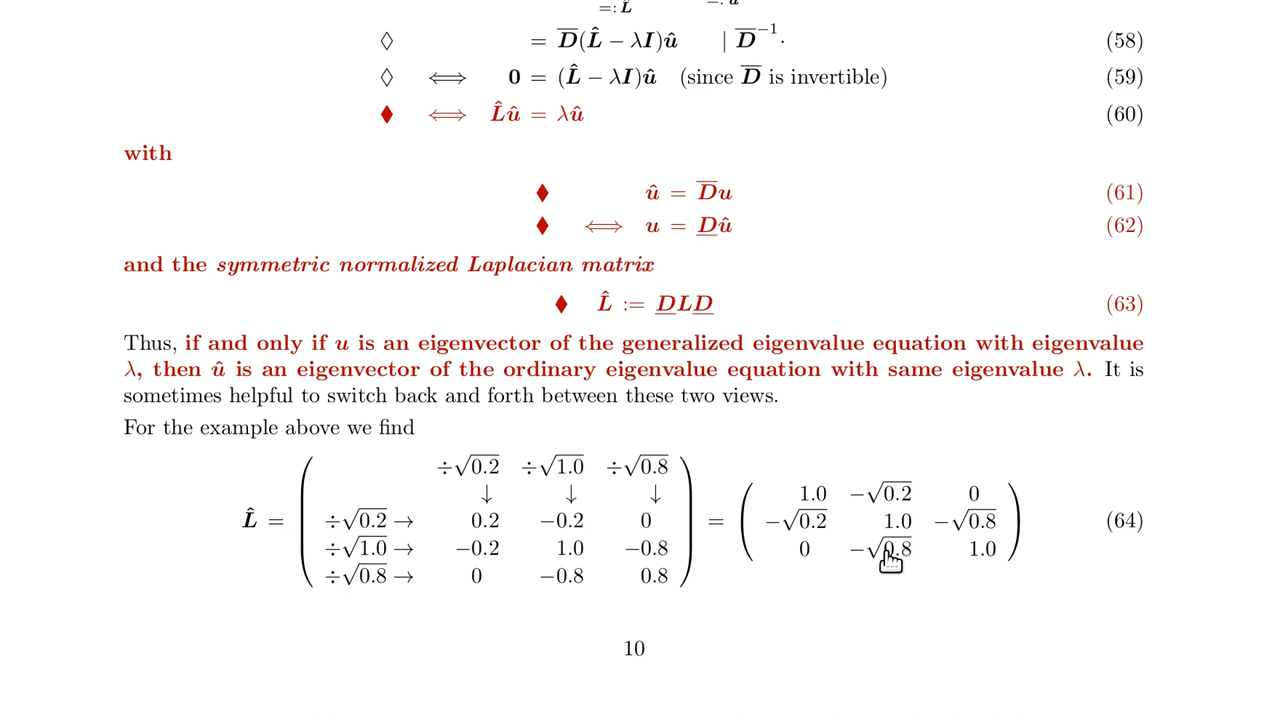 =: L̂ =: û
◊ = D̅(L̂ − λI)û | D̅⁻¹· (58)
◊ ⟺ 0 = (L̂ − λI)û (since D̅ is invertible) (59)
♦ ⟺ L̂û = λû (60)
with
♦ û = D̅u (61)
♦ ⟺ u = D̲û (62)
and the symmetric normalized Laplacian matrix
♦ L̂ := D̲LD̲ (63)
Thus, if and only if u is an eigenvector of the generalized eigenvalue equation with eigenvalue
λ, then û is an eigenvector of the ordinary eigenvalue equation with same eigenvalue λ. It is
sometimes helpful to switch back and forth between these two views.
For the example above we find
÷√0.2 ÷√1.0 ÷√0.8
↓ ↓ ↓ 1.0 −√0.2 0
L̂ = ÷√0.2 → 0.2 −0.2 0 = −√0.2 1.0 −√0.8 (64)
÷√1.0 → −0.2 1.0 −0.8 0 −√0.8 1.0
÷√0.8 → 0 −0.8 0.8
10